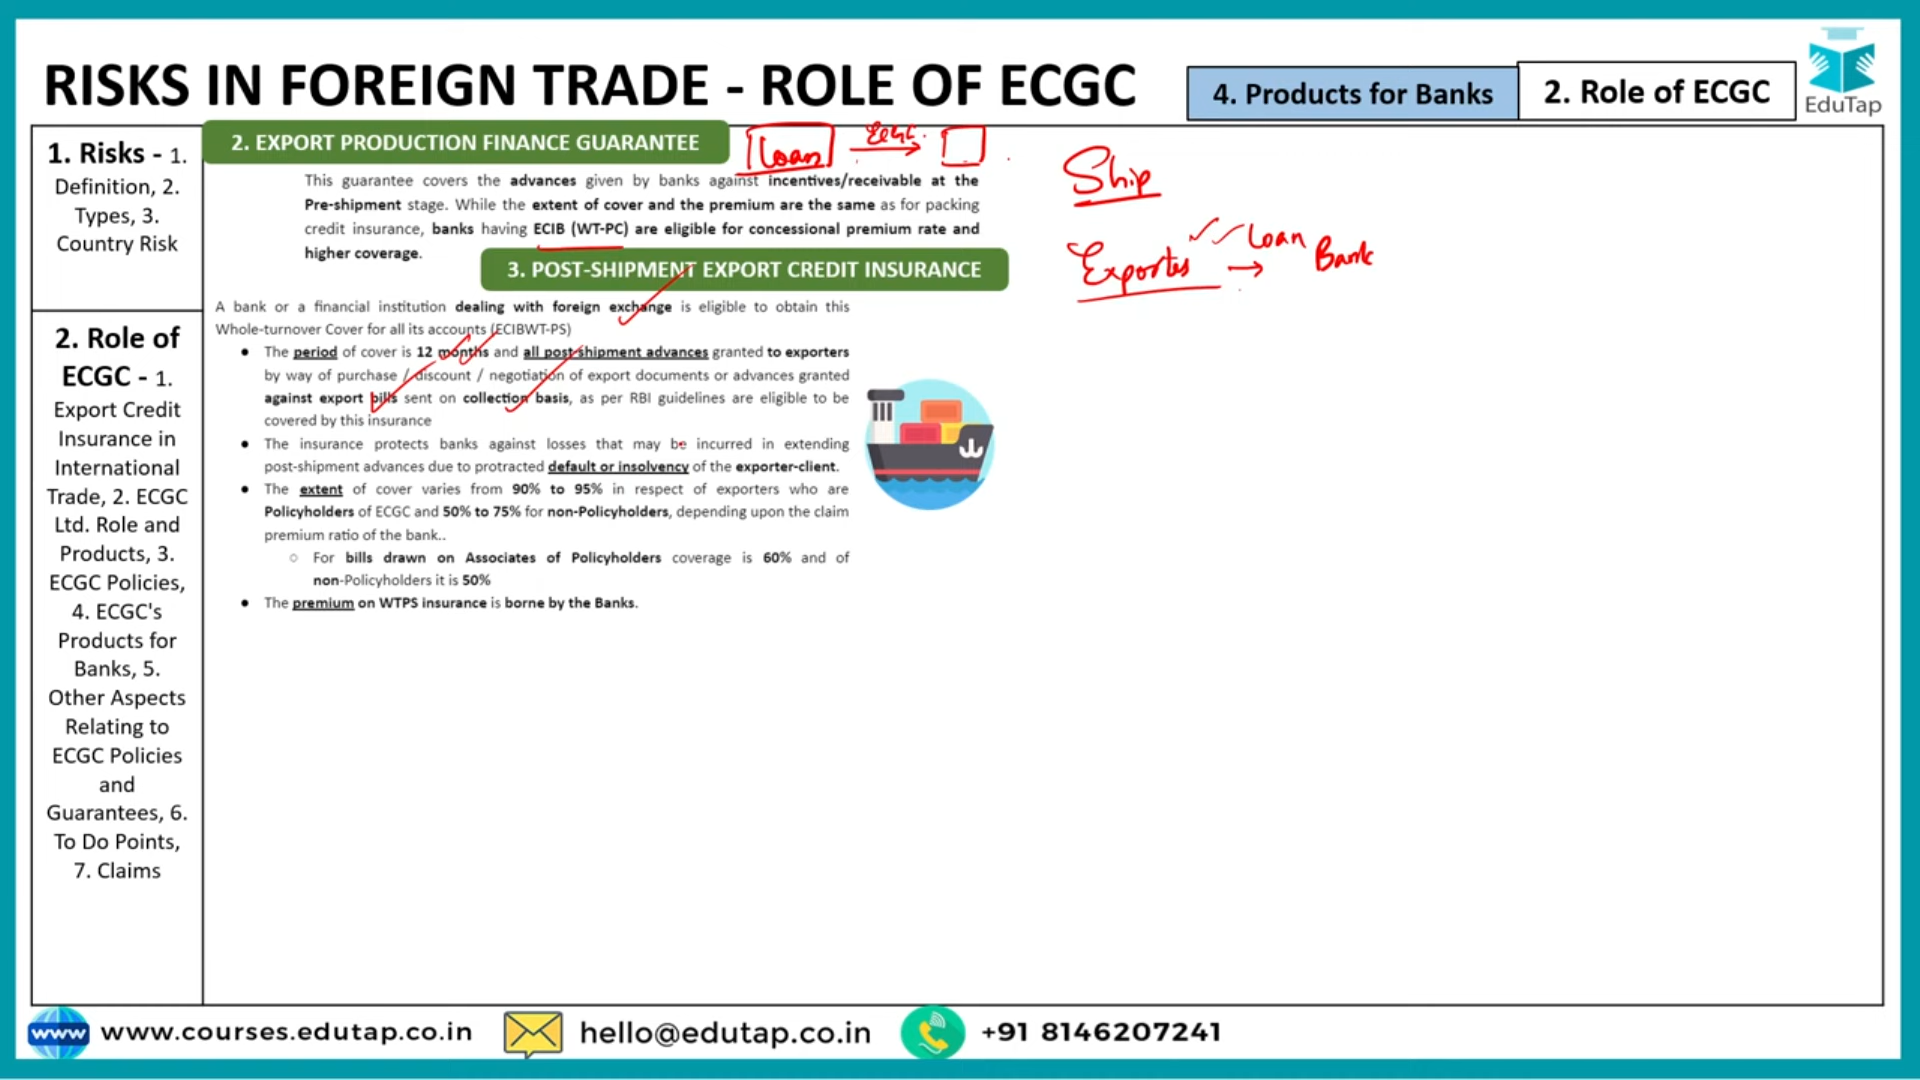 RISKS IN FOREIGN TRADE - ROLE OF ECGC
4. Products for Banks
2. Role of ECGC
EduTap
1. Risks - 1.
Definition, 2.
Types, 3.
Country Risk
2. Role of
ECGC - 1.
Export Credit
Insurance in
International
Trade, 2. ECGC
Ltd. Role and
Products, 3.
ECGC Policies,
4. ECGC's
Products for
Banks, 5.
Other Aspects
Relating to
ECGC Policies
and
Guarantees, 6.
To Do Points,
7. Claims
2. EXPORT PRODUCTION FINANCE GUARANTEE
Loan
ECGC
This guarantee covers the advances given by banks against incentives/receivable at the
Pre-shipment stage. While the extent of cover and the premium are the same as for packing
credit insurance, banks having ECIB (WT-PC) are eligible for concessional premium rate and
higher coverage.
3. POST-SHIPMENT EXPORT CREDIT INSURANCE
A bank or a financial institution dealing with foreign exchange is eligible to obtain this
Whole-turnover Cover for all its accounts (ECIBWT-PS)
● The period of cover is 12 months and all post-shipment advances granted to exporters
by way of purchase / discount / negotiation of export documents or advances granted
against export bills sent on collection basis, as per RBI guidelines are eligible to be
covered by this insurance
● The insurance protects banks against losses that may be incurred in extending
post-shipment advances due to protracted default or insolvency of the exporter-client.
● The extent of cover varies from 90% to 95% in respect of exporters who are
Policyholders of ECGC and 50% to 75% for non-Policyholders, depending upon the claim
premium ratio of the bank..
○ For bills drawn on Associates of Policyholders coverage is 60% and of
non-Policyholders it is 50%
● The premium on WTPS insurance is borne by the Banks.
Ship
Exportes → Loan Bank
www www.courses.edutap.co.in
hello@edutap.co.in
+91 8146207241